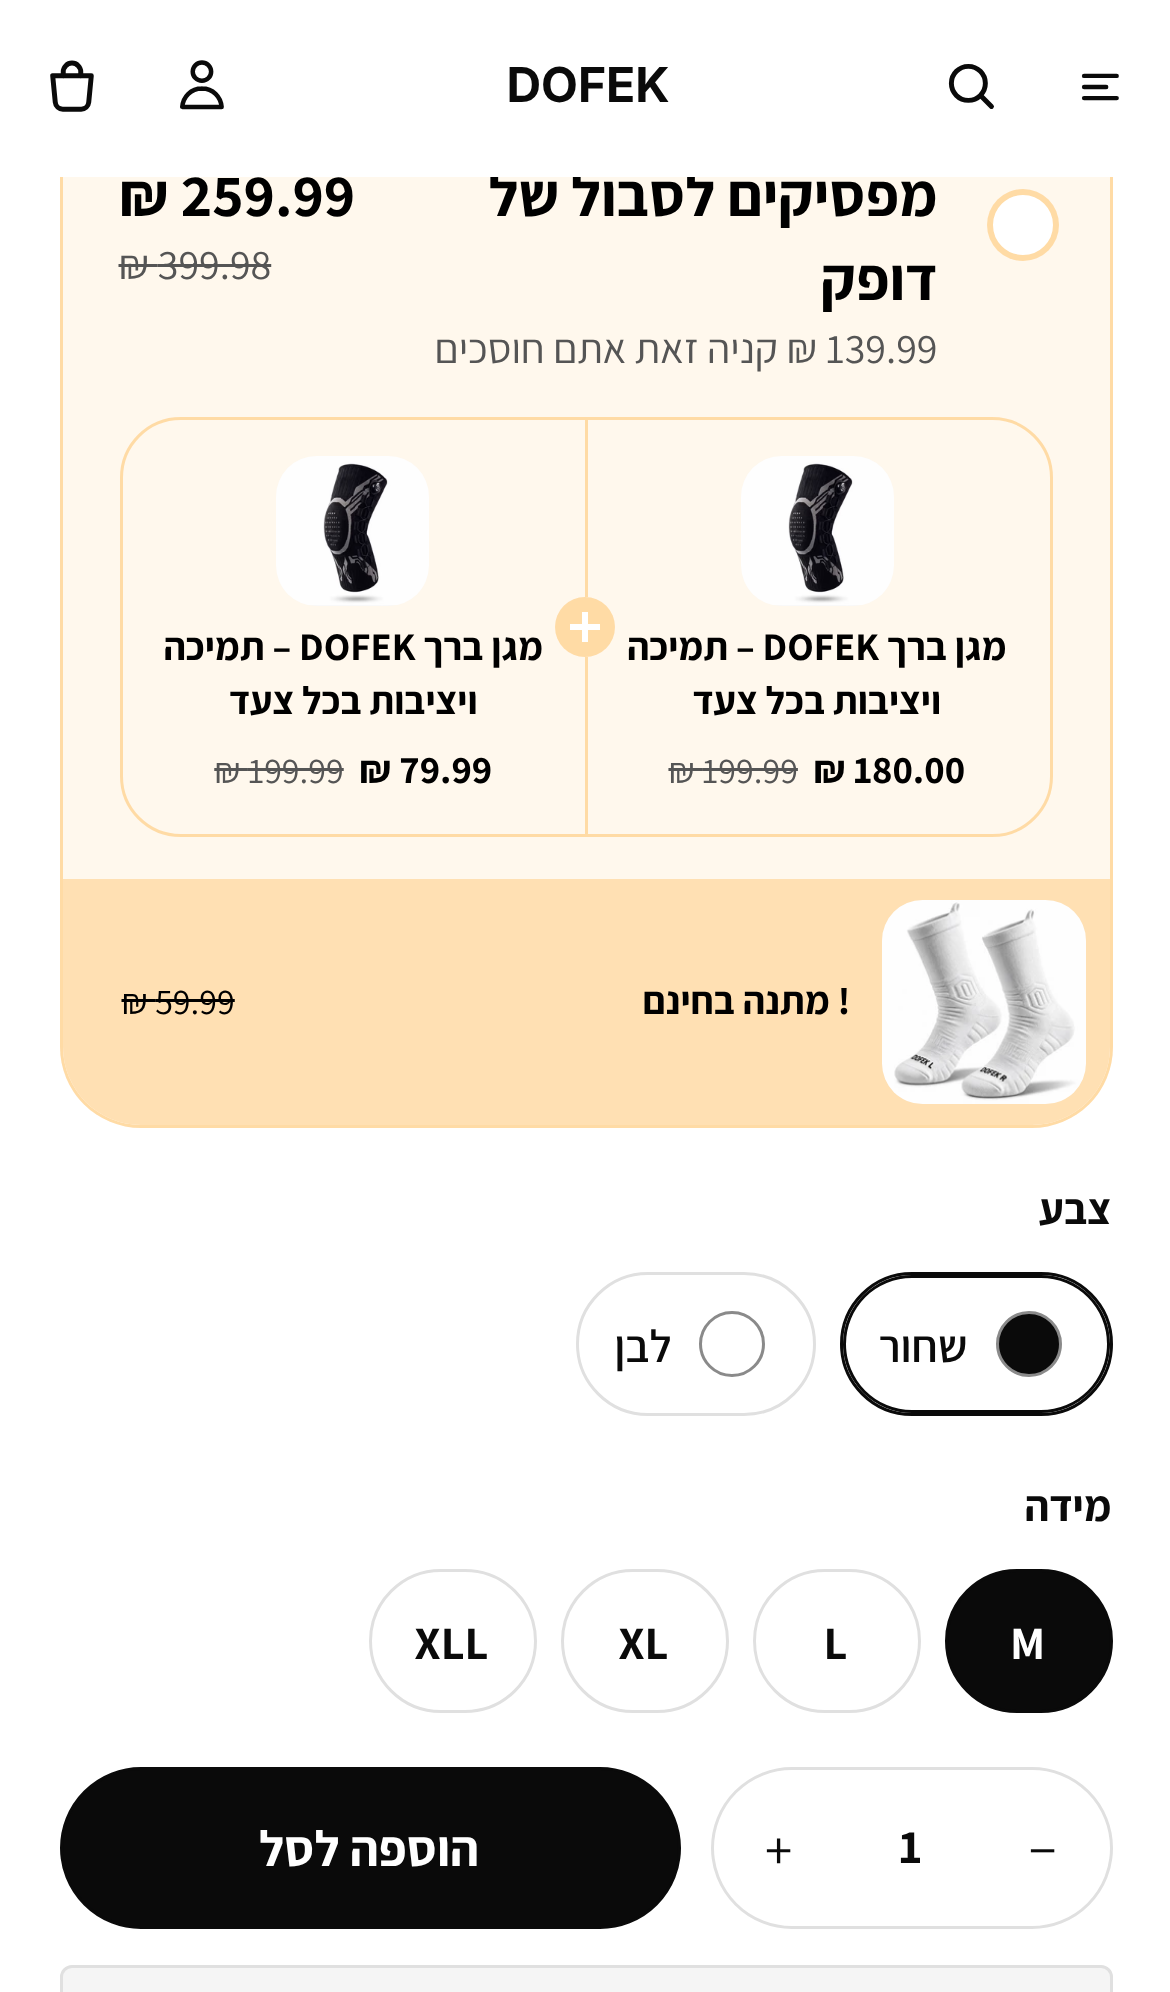 DOFEK
מפסיקים לסבול של
דופק
259.99 ₪
399.98 ₪
139.99 ₪ קניה זאת אתם חוסכים
מגן ברך DOFEK – תמיכה
ויציבות בכל צעד
180.00 ₪ 199.99 ₪
מגן ברך DOFEK – תמיכה
ויציבות בכל צעד
79.99 ₪ 199.99 ₪
DOFEK L
DOFEK R
! מתנה בחינם
59.99 ₪
צבע
שחור
לבן
מידה
M
L
XL
XLL
− 1 +
הוספה לסל